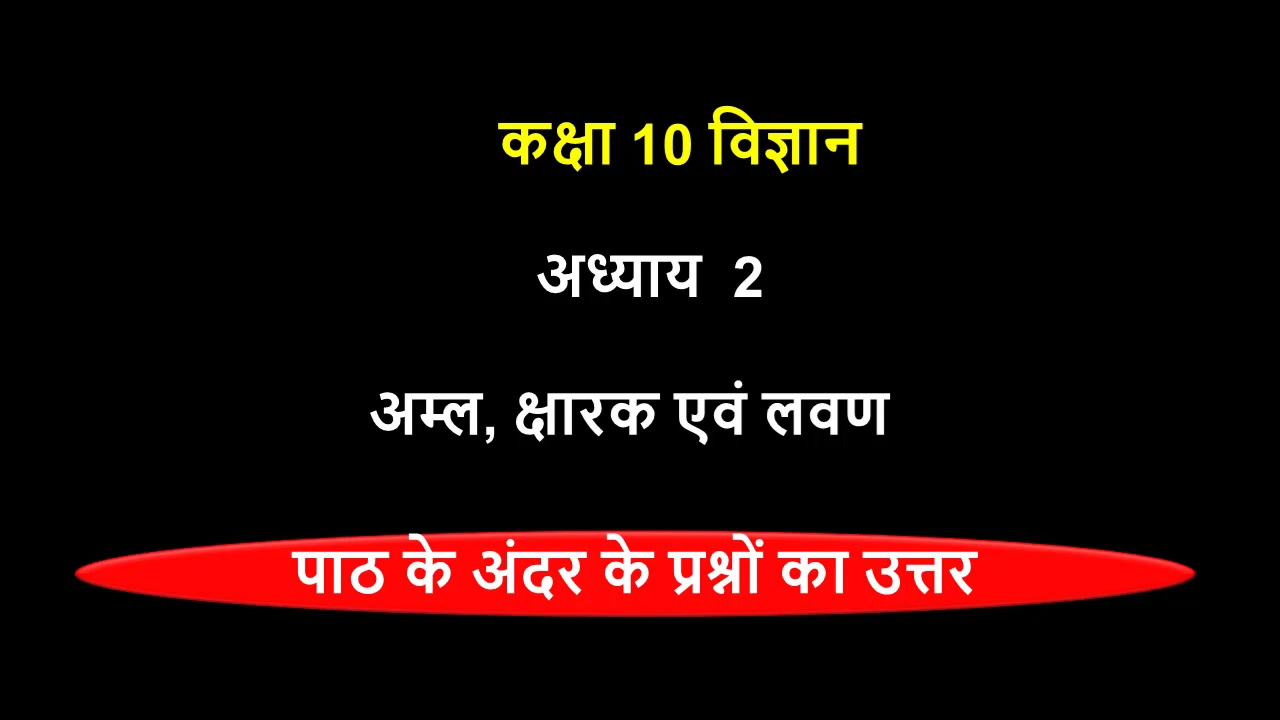 कक्षा 10 विज्ञान
अध्याय 2
अम्ल, क्षारक एवं लवण
पाठ के अंदर के प्रश्नों का उत्तर